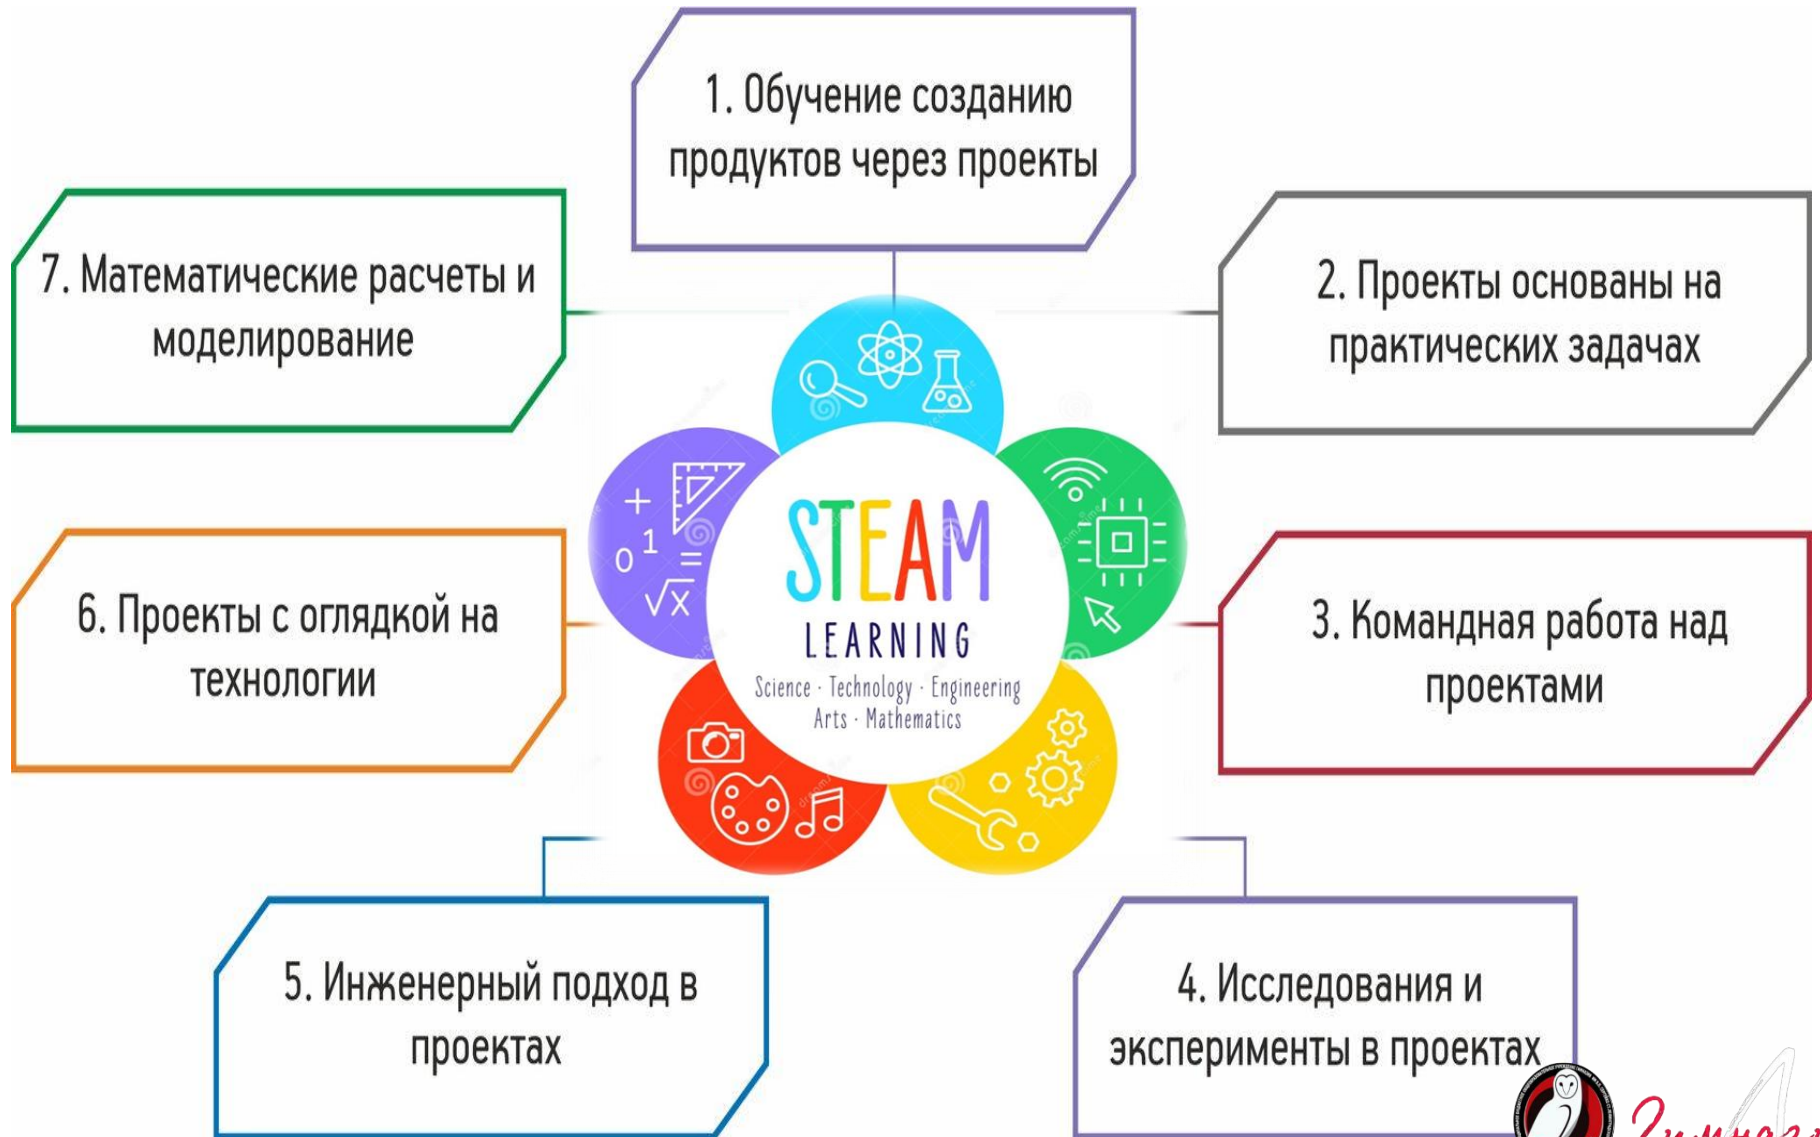 1. Обучение созданию
продуктов через проекты
7. Математические расчеты и
моделирование
2. Проекты основаны на
практических задачах
STEAM
LEARNING
Science · Technology · Engineering
Arts · Mathematics
6. Проекты с оглядкой на
технологии
3. Командная работа над
проектами
5. Инженерный подход в
проектах
4. Исследования и
эксперименты в проектах
+
0 1 =
√x